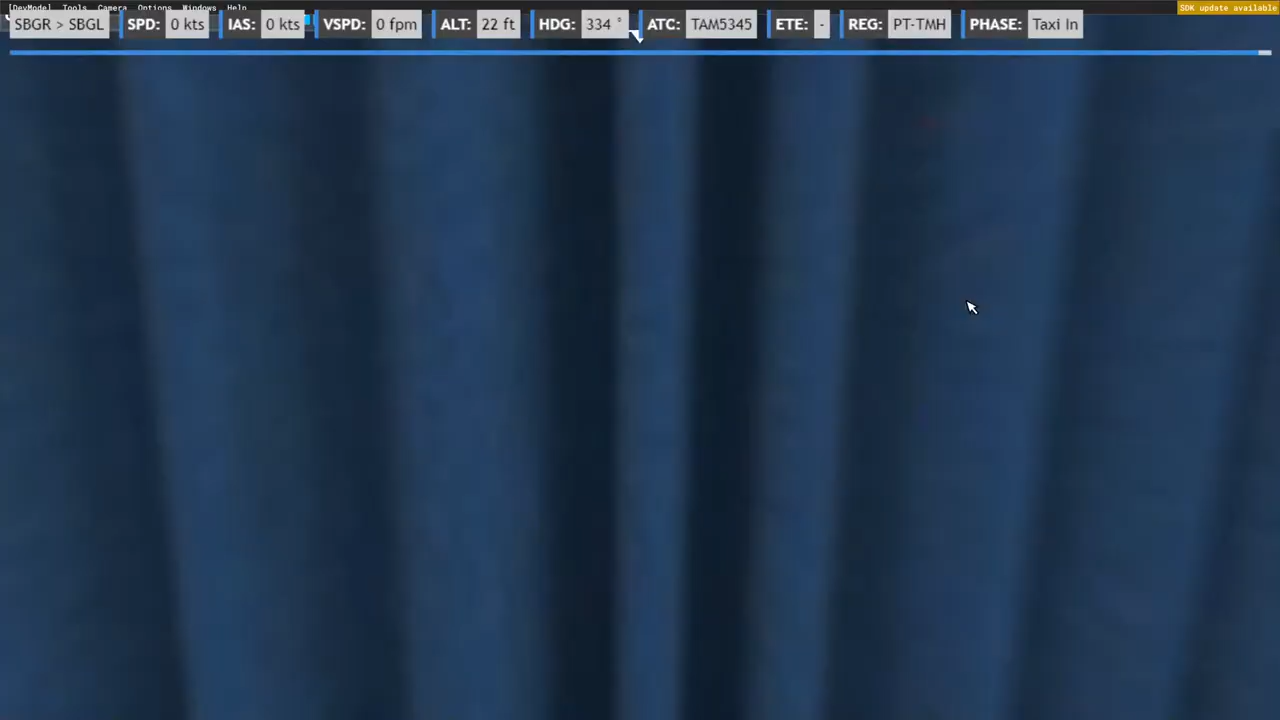 [DevMode] Tools Camera Options Windows Help
SDK update available
SBGR > SBGL SPD: 0 kts IAS: 0 kts VSPD: 0 fpm ALT: 22 ft HDG: 334 ° ATC: TAM5345 ETE: - REG: PT-TMH PHASE: Taxi In